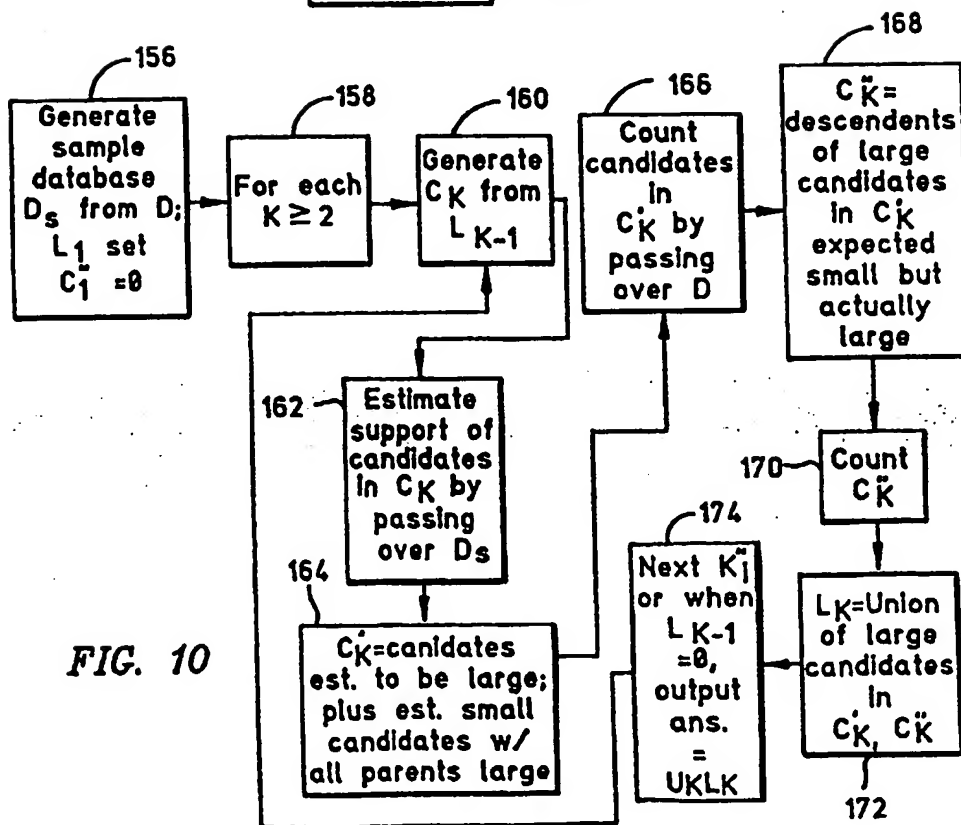 156
Generate
sample
database
Ds from D;
L1 set
C̈1 =0
158
For each
K ≥ 2
160
Generate
CK from
L K-1
162
Estimate
support of
candidates
in CK by
passing
over Ds
164
C'K=canidates
est. to be large;
plus est. small
candidates w/
all parents large
166
Count
candidates
in
C'K by
passing
over D
168
C̈K=
descendents
of large
candidates
in C'K
expected
small but
actually
large
170
Count
C̈K
LK=Union
of large
candidates
in
C'K, C̈K
172
174
Next K̈i
or when
L K-1
=0,
output
ans.
=
UKLK
FIG. 10